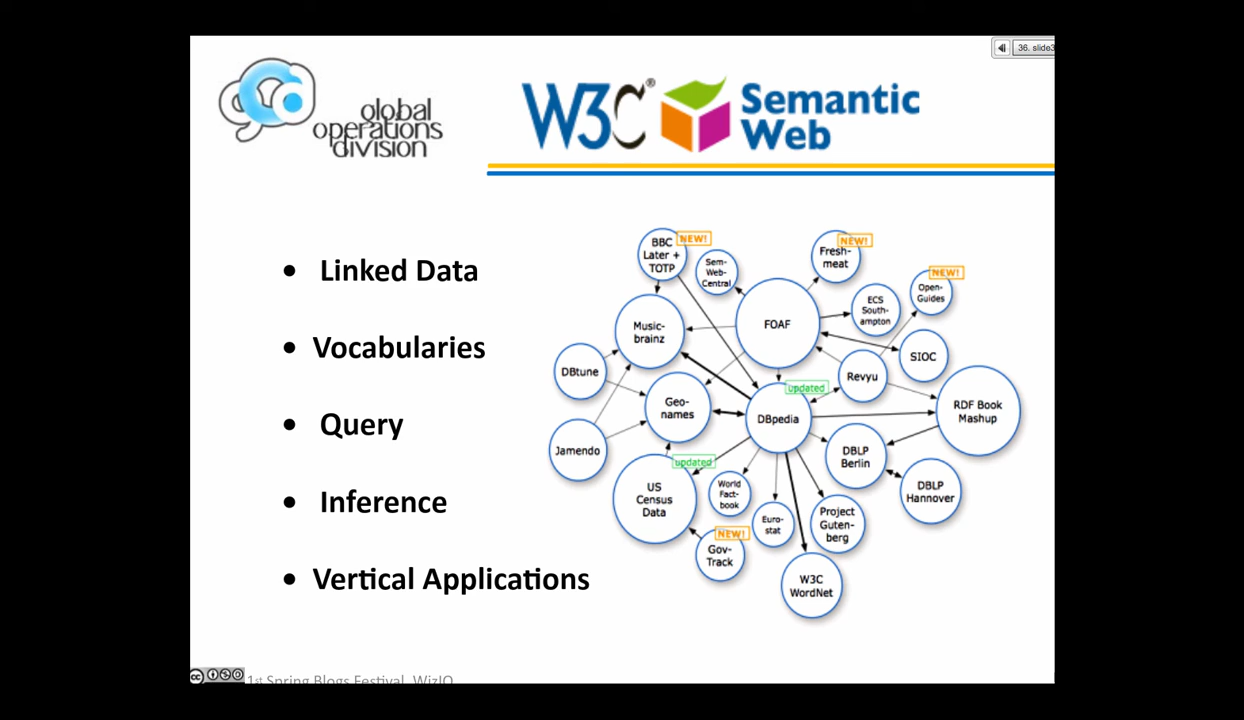 36. slide3
global
operations
division
W3C®
Semantic
Web
• Linked Data
• Vocabularies
• Query
• Inference
• Vertical Applications
BBC
Later +
TOTP
NEW!
Sem-
Web-
Central
Fresh-
meat
NEW!
Open-
Guides
NEW!
ECS
South-
ampton
FOAF
Music-
brainz
SIOC
DBtune
Revyu
updated
Geo-
names
DBpedia
RDF Book
Mashup
Jamendo
DBLP
Berlin
updated
US
Census
Data
World
Fact-
book
DBLP
Hannover
Euro-
stat
Project
Guten-
berg
NEW!
Gov-
Track
W3C
WordNet
cc
1st Spring Blogs Festival, WizIQ